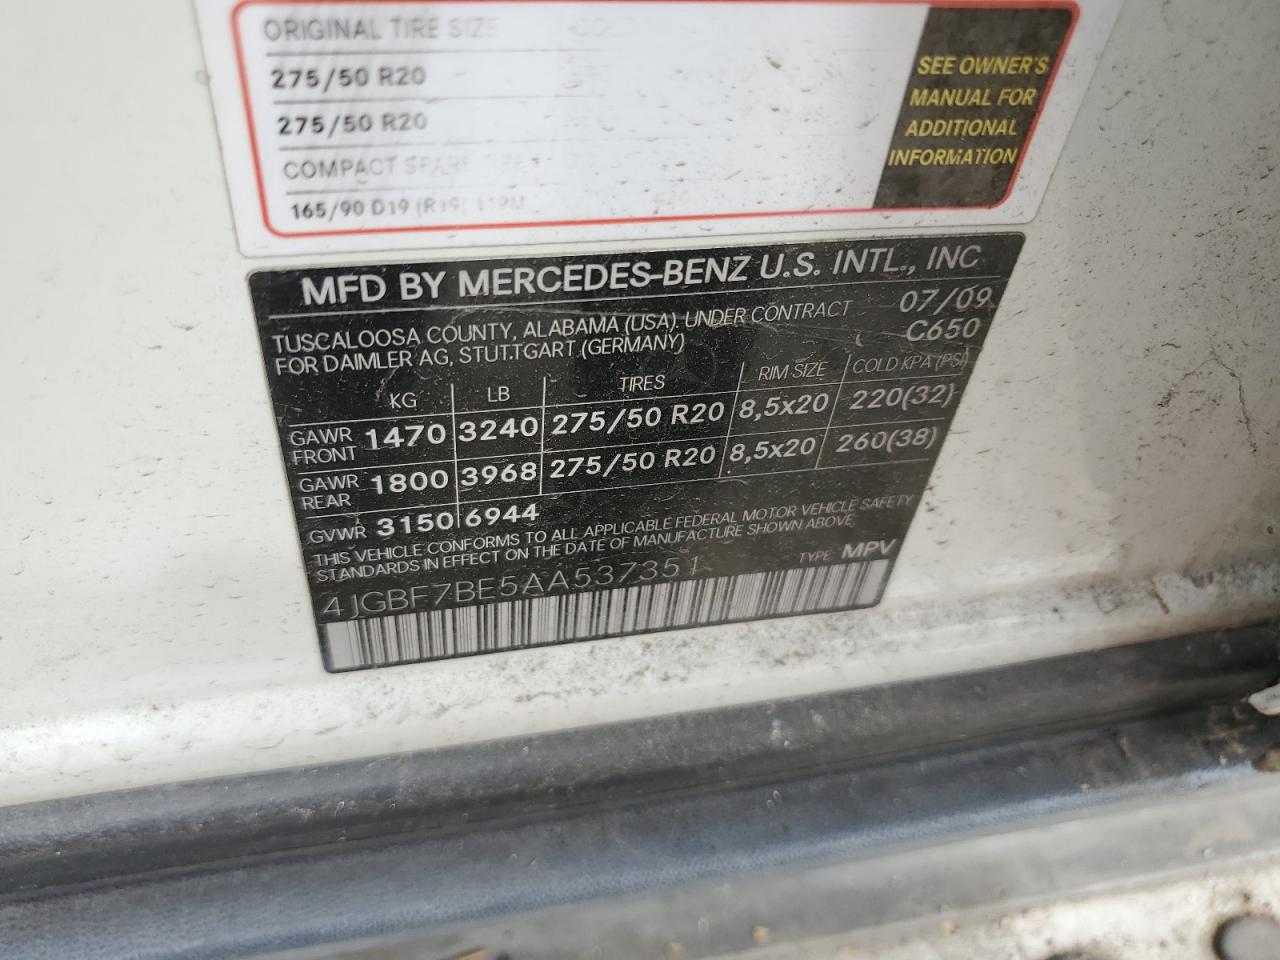 ORIGINAL TIRE SIZE
275/50 R20
275/50 R20
COMPACT SPARE
165/90 D19 (R19) 119M
SEE OWNER'S
MANUAL FOR
ADDITIONAL
INFORMATION
MFD BY MERCEDES-BENZ U.S. INTL., INC
TUSCALOOSA COUNTY, ALABAMA (USA). UNDER CONTRACT 07/09
FOR DAIMLER AG, STUTTGART (GERMANY) C650
KG LB TIRES RIM SIZE COLD KPA (PSI)
GAWR FRONT 1470 3240 275/50 R20 8,5x20 220(32)
GAWR REAR 1800 3968 275/50 R20 8,5x20 260(38)
GVWR 3150 6944
THIS VEHICLE CONFORMS TO ALL APPLICABLE FEDERAL MOTOR VEHICLE SAFETY
STANDARDS IN EFFECT ON THE DATE OF MANUFACTURE SHOWN ABOVE.
4JGBF7BE5AA537351 TYPE MPV